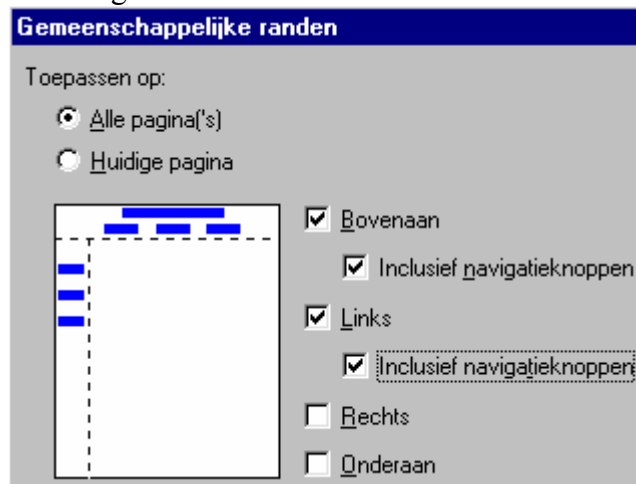 Gemeenschappelijke randen
Toepassen op:
Alle pagina('s)
Huidige pagina
Bovenaan
Inclusief navigatieknoppen
Links
Inclusief navigatieknoppen
Rechts
Onderaan